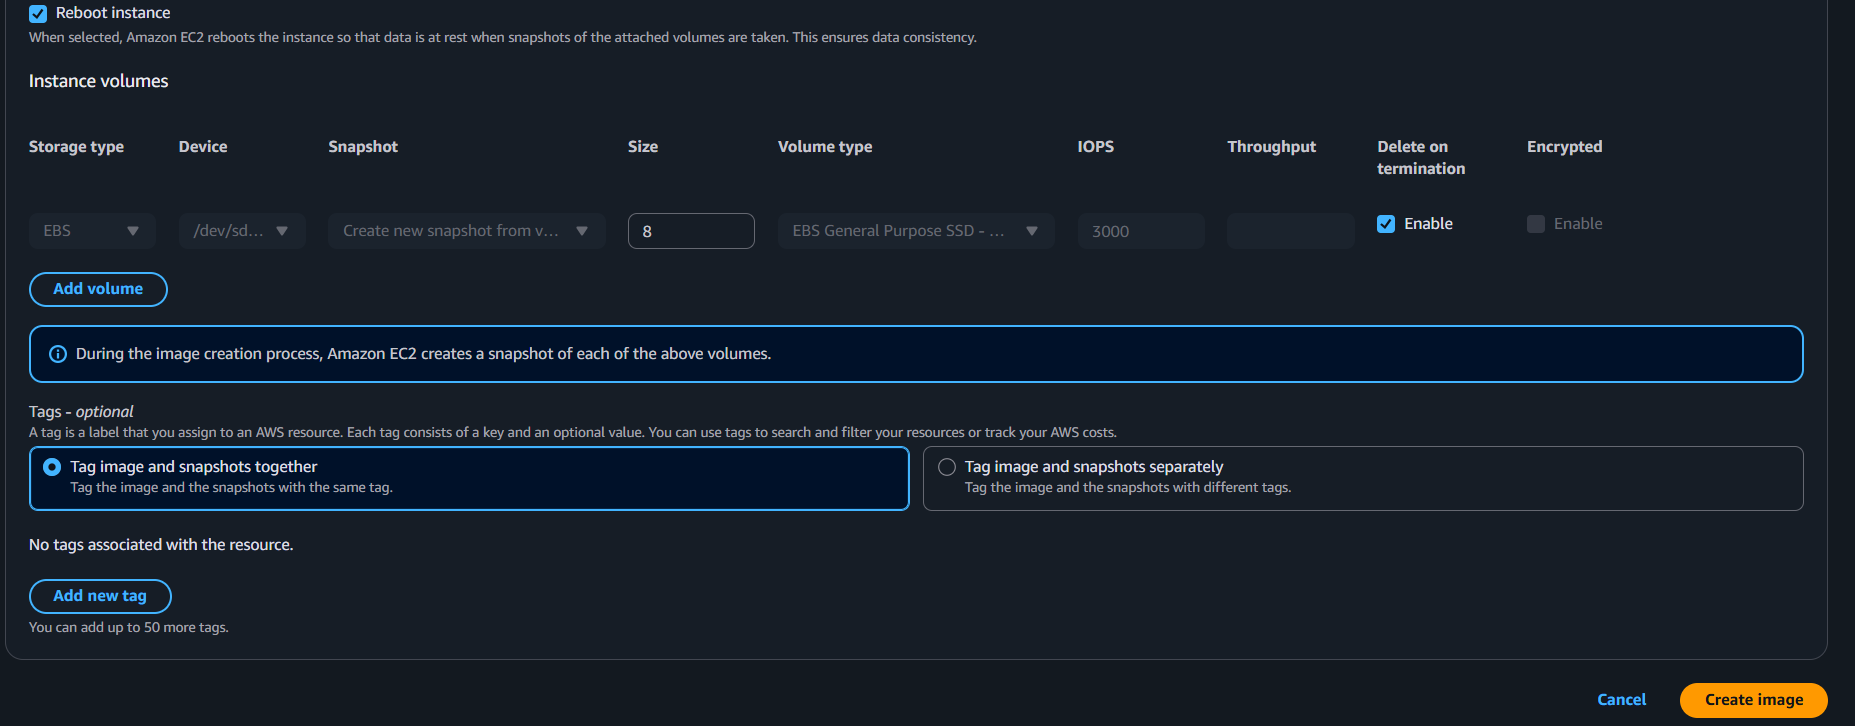 Reboot instance
When selected, Amazon EC2 reboots the instance so that data is at rest when snapshots of the attached volumes are taken. This ensures data consistency.
Instance volumes
Storage type Device Snapshot Size Volume type IOPS Throughput Delete on termination Encrypted
EBS /dev/sd... Create new snapshot from v... 8 EBS General Purpose SSD - ... 3000 Enable Enable
Add volume
During the image creation process, Amazon EC2 creates a snapshot of each of the above volumes.
Tags - optional
A tag is a label that you assign to an AWS resource. Each tag consists of a key and an optional value. You can use tags to search and filter your resources or track your AWS costs.
Tag image and snapshots together
Tag the image and the snapshots with the same tag.
Tag image and snapshots separately
Tag the image and the snapshots with different tags.
No tags associated with the resource.
Add new tag
You can add up to 50 more tags.
Cancel Create image